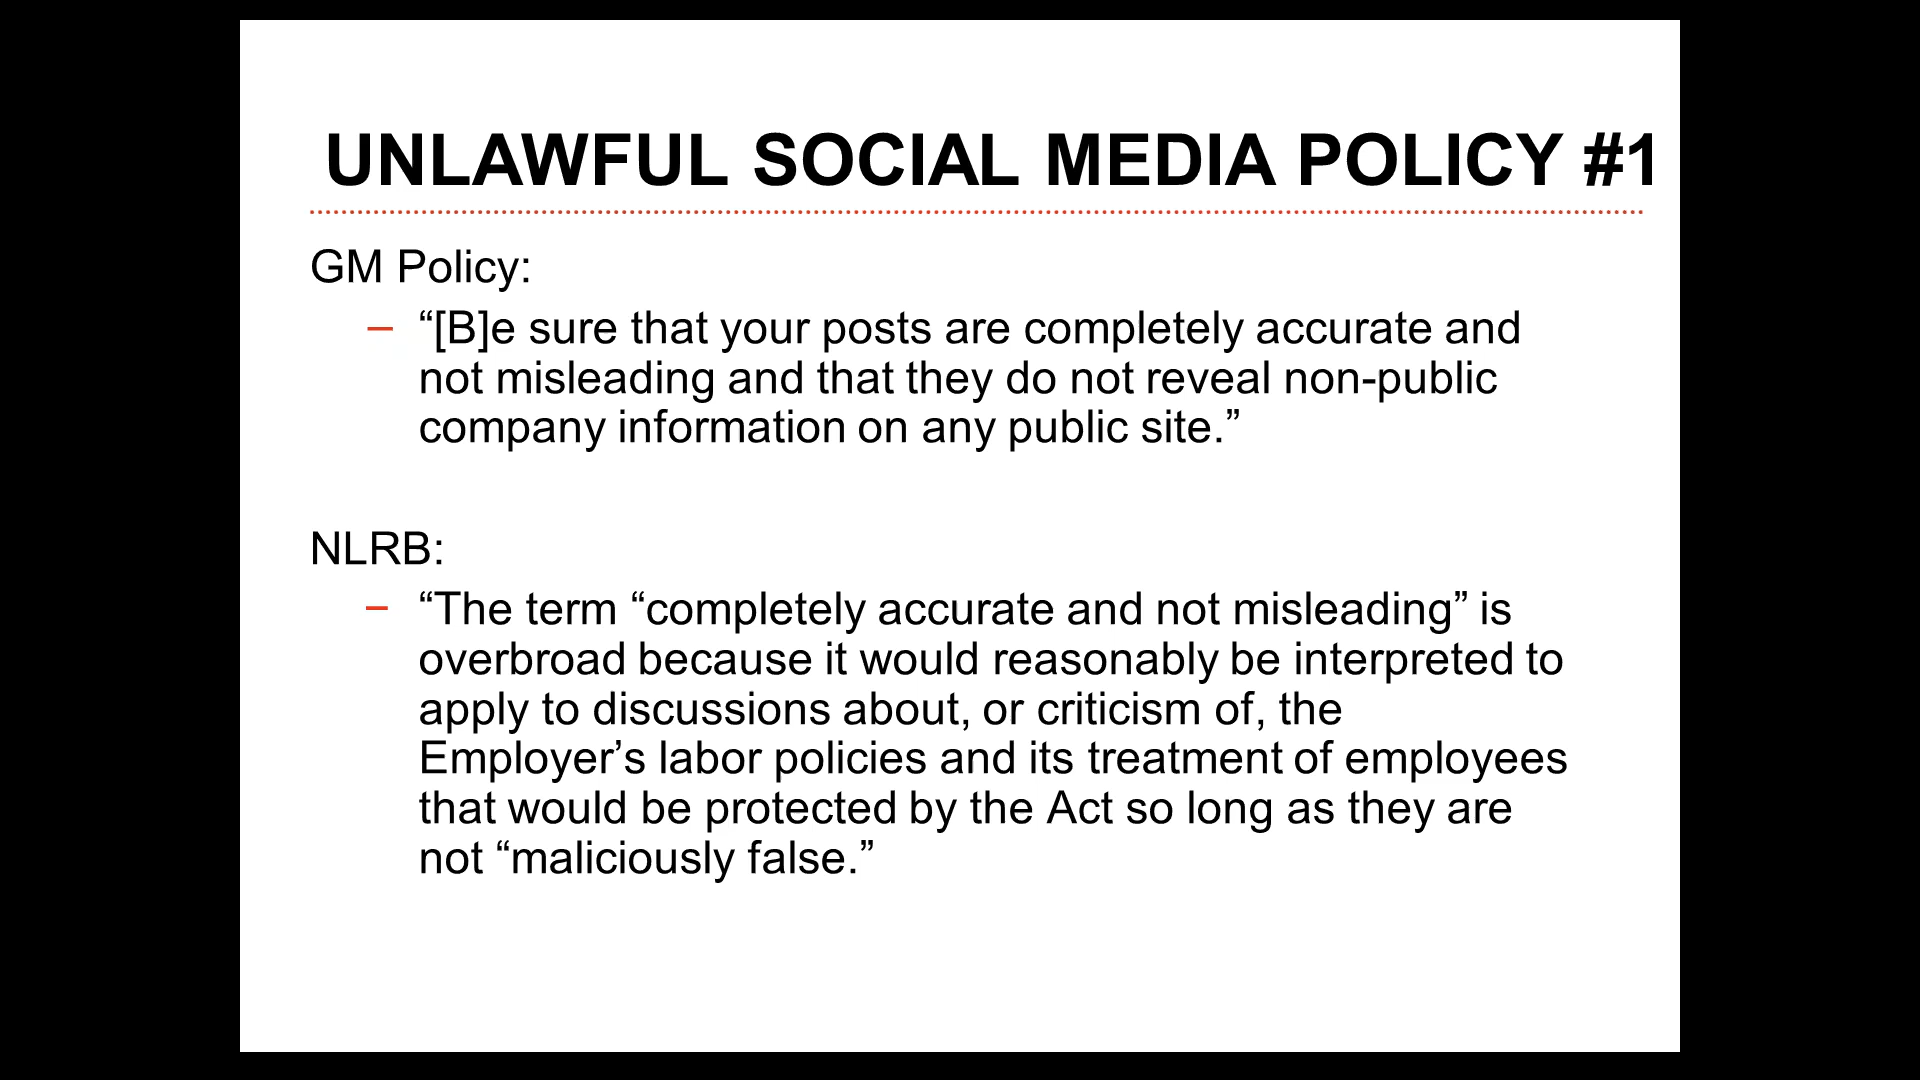 UNLAWFUL SOCIAL MEDIA POLICY #1
GM Policy:
– “[B]e sure that your posts are completely accurate and
not misleading and that they do not reveal non-public
company information on any public site.”
NLRB:
– “The term “completely accurate and not misleading” is
overbroad because it would reasonably be interpreted to
apply to discussions about, or criticism of, the
Employer’s labor policies and its treatment of employees
that would be protected by the Act so long as they are
not “maliciously false.”